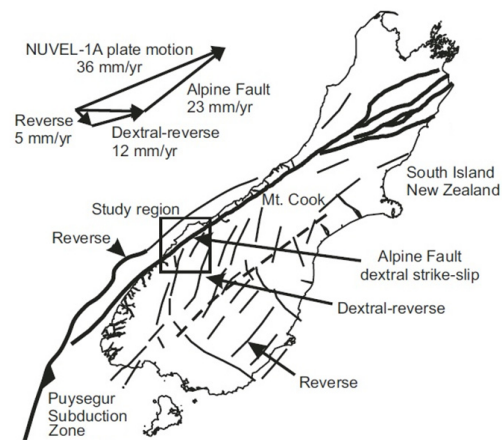 NUVEL-1A plate motion
36 mm/yr
Alpine Fault
23 mm/yr
Reverse
5 mm/yr
Dextral-reverse
12 mm/yr
South Island
New Zealand
Mt. Cook
Study region
Reverse
Alpine Fault
dextral strike-slip
Dextral-reverse
Reverse
Puysegur
Subduction
Zone